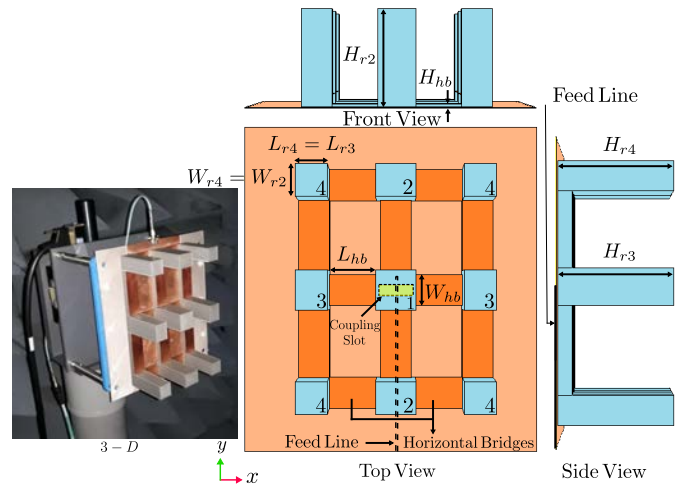 H_{r2}
H_{hb}
Feed Line
Front View
L_{r4} = L_{r3}
W_{r4} = W_{r2}
H_{r4}
4 2 4
L_{hb}
H_{r3}
3 1 3
W_{hb}
Coupling
Slot
4 2 4
Feed Line
Horizontal Bridges
3 − D
y
x
Top View
Side View